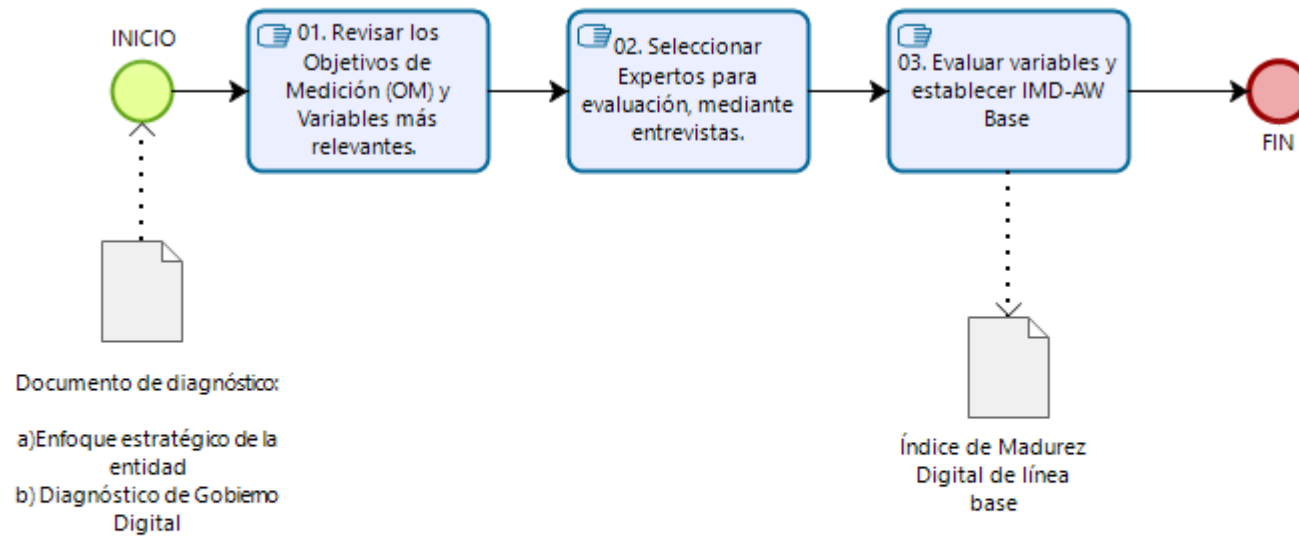 INICIO
01. Revisar los
Objetivos de
Medición (OM) y
Variables más
relevantes.
02. Seleccionar
Expertos para
evaluación, mediante
entrevistas.
03. Evaluar variables y
establecer IMD-AW
Base
FIN
Documento de diagnóstico:
a)Enfoque estratégico de la
entidad
b) Diagnóstico de Gobierno
Digital
Índice de Madurez
Digital de línea
base